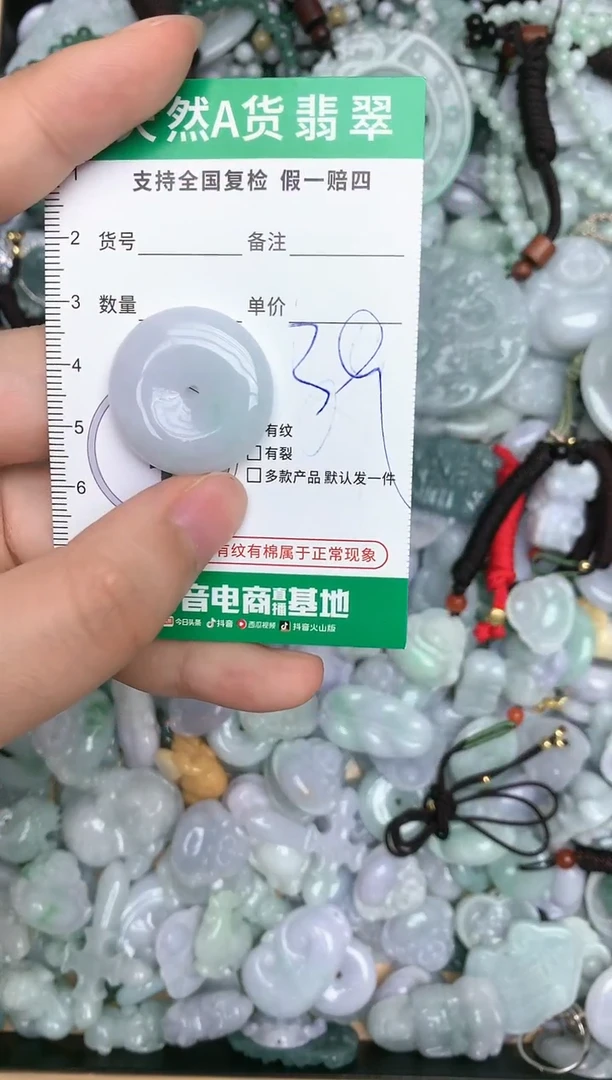 然A货翡翠
支持全国复检 假一赔四
1
2 货号 备注
3 数量 单价
39
4
5 有纹
有裂
6 多款产品 默认发一件
有纹有棉属于正常现象
音电商直播基地
今日头条 抖音 西瓜视频 抖音火山版